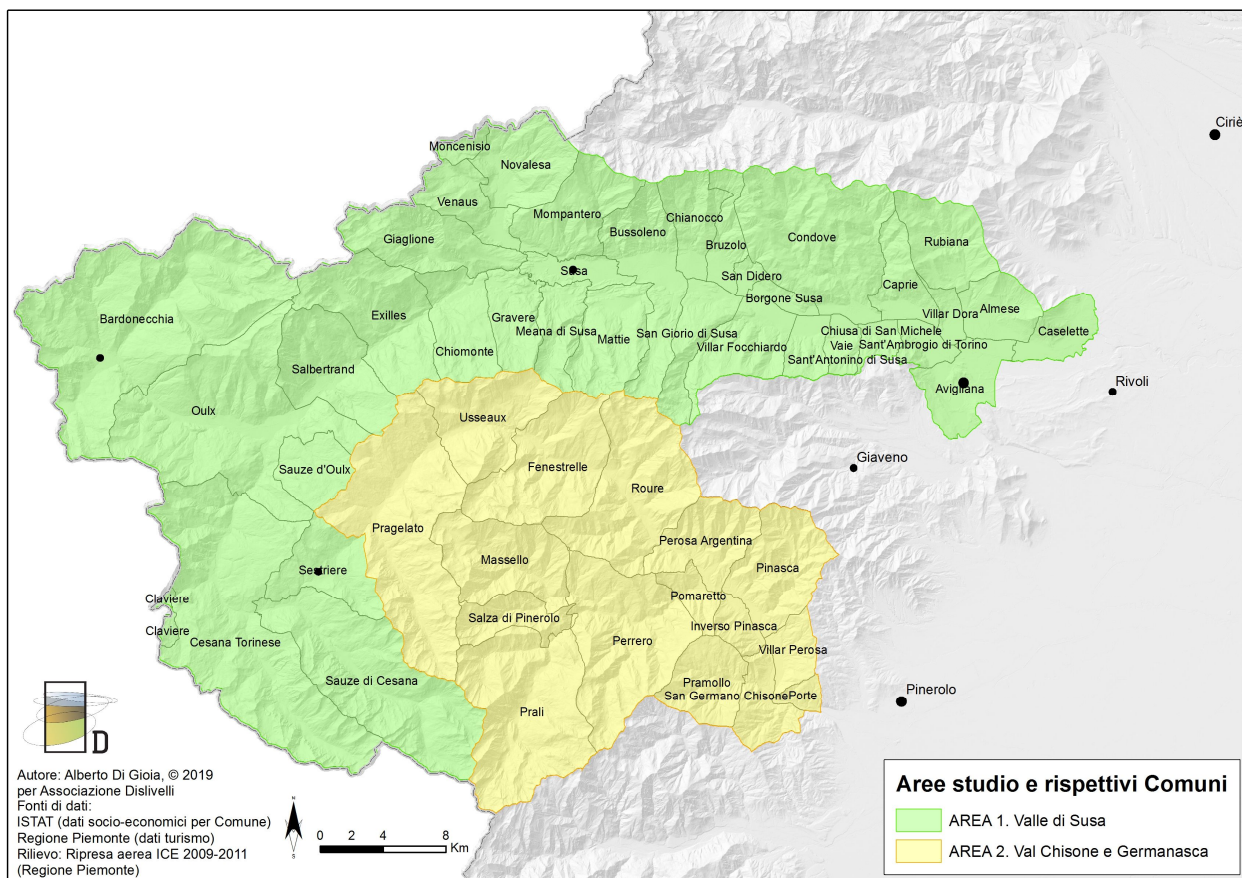 Ciriè
Moncenisio
Novalesa
Venaus
Mompantero
Chianocco
Bussoleno
Giaglione
Bruzolo
Condove
Rubiana
Susa
San Didero
Caprie
Borgone Susa
Almese
Villar Dora
Bardonecchia
Exilles
Gravere
Meana di Susa
Mattie
San Giorio di Susa
Chiusa di San Michele
Caselette
Villar Focchiardo
Vaie
Sant'Ambrogio di Torino
Chiomonte
Sant'Antonino di Susa
Salbertrand
Avigliana
Rivoli
Oulx
Usseaux
Giaveno
Sauze d'Oulx
Fenestrelle
Roure
Pragelato
Perosa Argentina
Massello
Pinasca
Sestriere
Pomaretto
Claviere
Salza di Pinerolo
Inverso Pinasca
Claviere
Cesana Torinese
Perrero
Villar Perosa
Sauze di Cesana
Pramollo
San Germano Chisone
Porte
Pinerolo
Prali
D
Autore: Alberto Di Gioia, © 2019
per Associazione Dislivelli
Fonti di dati:
ISTAT (dati socio-economici per Comune)
Regione Piemonte (dati turismo)
Rilievo: Ripresa aerea ICE 2009-2011
(Regione Piemonte)
N
S
0 2 4 8
Km
Aree studio e rispettivi Comuni
AREA 1. Valle di Susa
AREA 2. Val Chisone e Germanasca